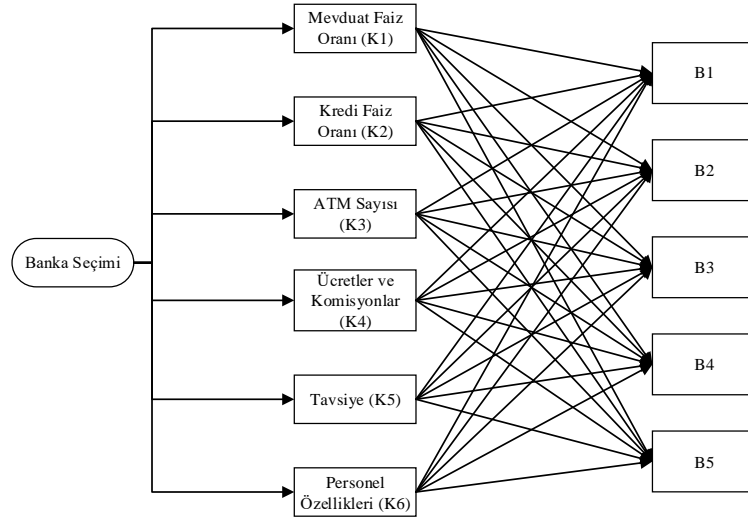 Banka Seçimi
Mevduat Faiz
Oranı (K1)
Kredi Faiz
Oranı (K2)
ATM Sayısı
(K3)
Ücretler ve
Komisyonlar
(K4)
Tavsiye (K5)
Personel
Özellikleri (K6)
B1
B2
B3
B4
B5